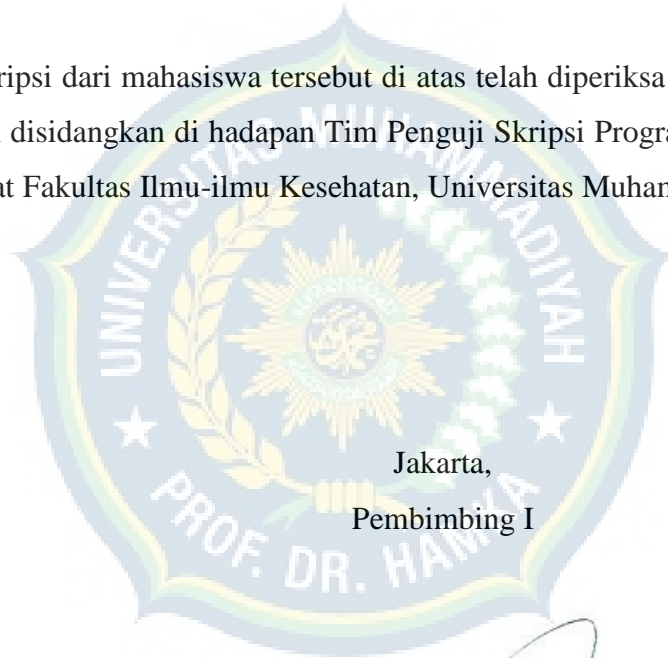 ripsi dari mahasiswa tersebut di atas telah diperiksa
disidangkan di hadapan Tim Penguji Skripsi Progra
at Fakultas Ilmu-ilmu Kesehatan, Universitas Muhan
UNIVERSITAS MUHAMMADIYAH
Jakarta,
Pembimbing I
PROF. DR. HAMKA